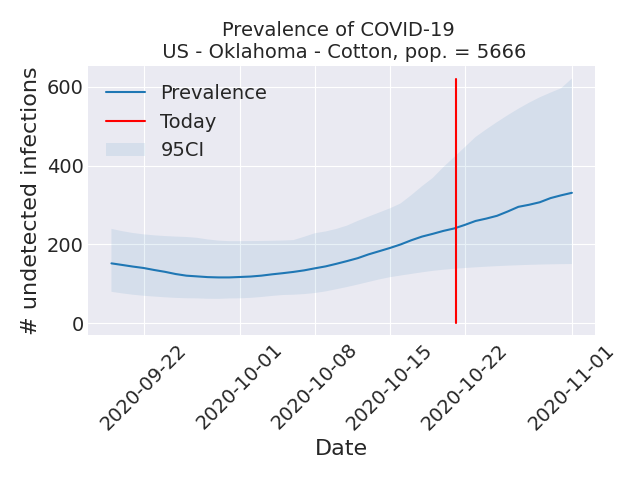 Prevalence of COVID-19
US - Oklahoma - Cotton, pop. = 5666
# undetected infections
600
400
200
0
Prevalence
Today
95CI
2020-09-22
2020-10-01
2020-10-08
2020-10-15
2020-10-22
2020-11-01
Date